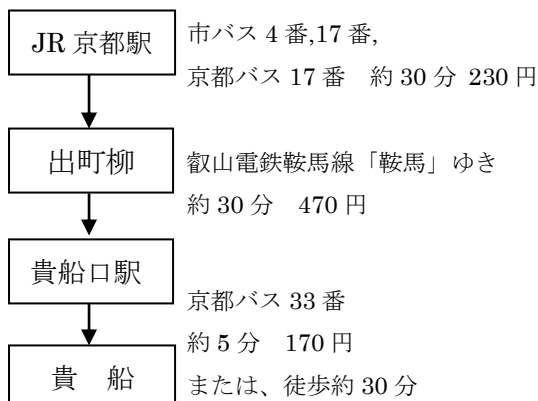 JR 京都駅
市バス 4 番,17 番,
京都バス 17 番　約 30 分 230 円
出町柳
叡山電鉄鞍馬線「鞍馬」ゆき
約 30 分　470 円
貴船口駅
京都バス 33 番
約 5 分　170 円
貴　船
または、徒歩約 30 分